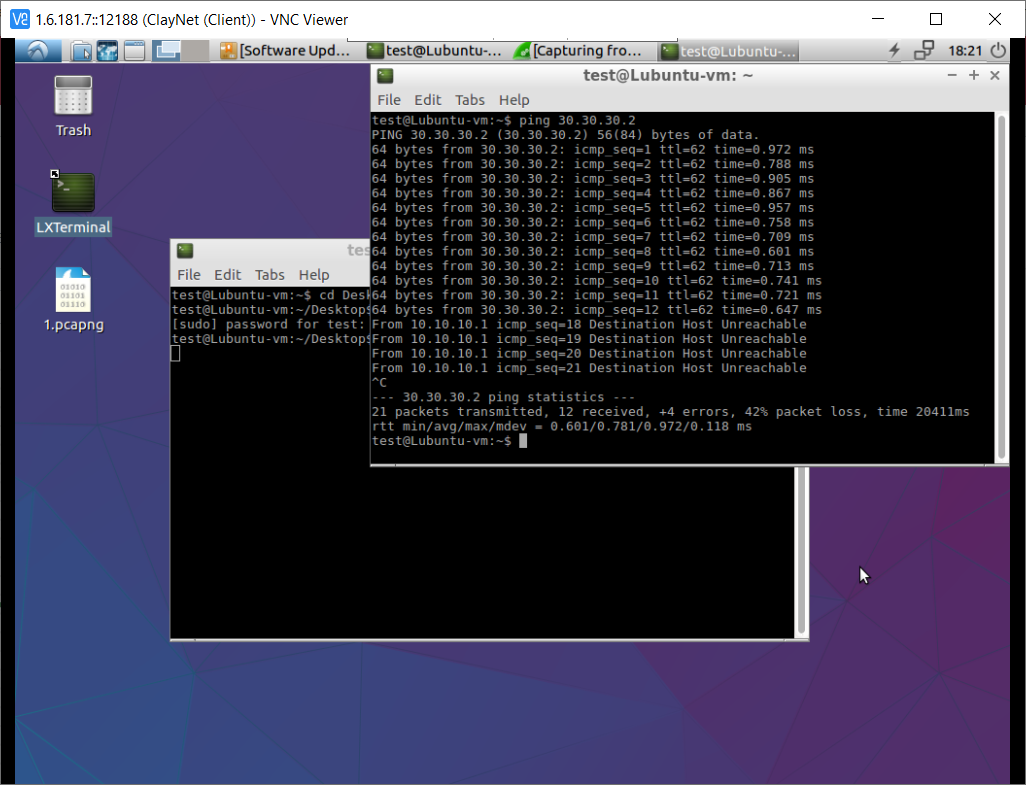 1.6.181.7::12188 (ClayNet (Client)) - VNC Viewer
[Software Upd... test@Lubuntu-... [Capturing fro... test@Lubuntu-... 18:21
Trash
LXTerminal
01010
01101
01110
1.pcapng
tes
File Edit Tabs Help
test@Lubuntu-vm:~$ cd Desk
test@Lubuntu-vm:~/Desktop$
[sudo] password for test:
test@Lubuntu-vm:~/Desktop$
test@Lubuntu-vm: ~
File Edit Tabs Help
test@Lubuntu-vm:~$ ping 30.30.30.2
PING 30.30.30.2 (30.30.30.2) 56(84) bytes of data.
64 bytes from 30.30.30.2: icmp_seq=1 ttl=62 time=0.972 ms
64 bytes from 30.30.30.2: icmp_seq=2 ttl=62 time=0.788 ms
64 bytes from 30.30.30.2: icmp_seq=3 ttl=62 time=0.905 ms
64 bytes from 30.30.30.2: icmp_seq=4 ttl=62 time=0.867 ms
64 bytes from 30.30.30.2: icmp_seq=5 ttl=62 time=0.957 ms
64 bytes from 30.30.30.2: icmp_seq=6 ttl=62 time=0.758 ms
64 bytes from 30.30.30.2: icmp_seq=7 ttl=62 time=0.709 ms
64 bytes from 30.30.30.2: icmp_seq=8 ttl=62 time=0.601 ms
64 bytes from 30.30.30.2: icmp_seq=9 ttl=62 time=0.713 ms
64 bytes from 30.30.30.2: icmp_seq=10 ttl=62 time=0.741 ms
64 bytes from 30.30.30.2: icmp_seq=11 ttl=62 time=0.721 ms
64 bytes from 30.30.30.2: icmp_seq=12 ttl=62 time=0.647 ms
From 10.10.10.1 icmp_seq=18 Destination Host Unreachable
From 10.10.10.1 icmp_seq=19 Destination Host Unreachable
From 10.10.10.1 icmp_seq=20 Destination Host Unreachable
From 10.10.10.1 icmp_seq=21 Destination Host Unreachable
^C
--- 30.30.30.2 ping statistics ---
21 packets transmitted, 12 received, +4 errors, 42% packet loss, time 20411ms
rtt min/avg/max/mdev = 0.601/0.781/0.972/0.118 ms
test@Lubuntu-vm:~$